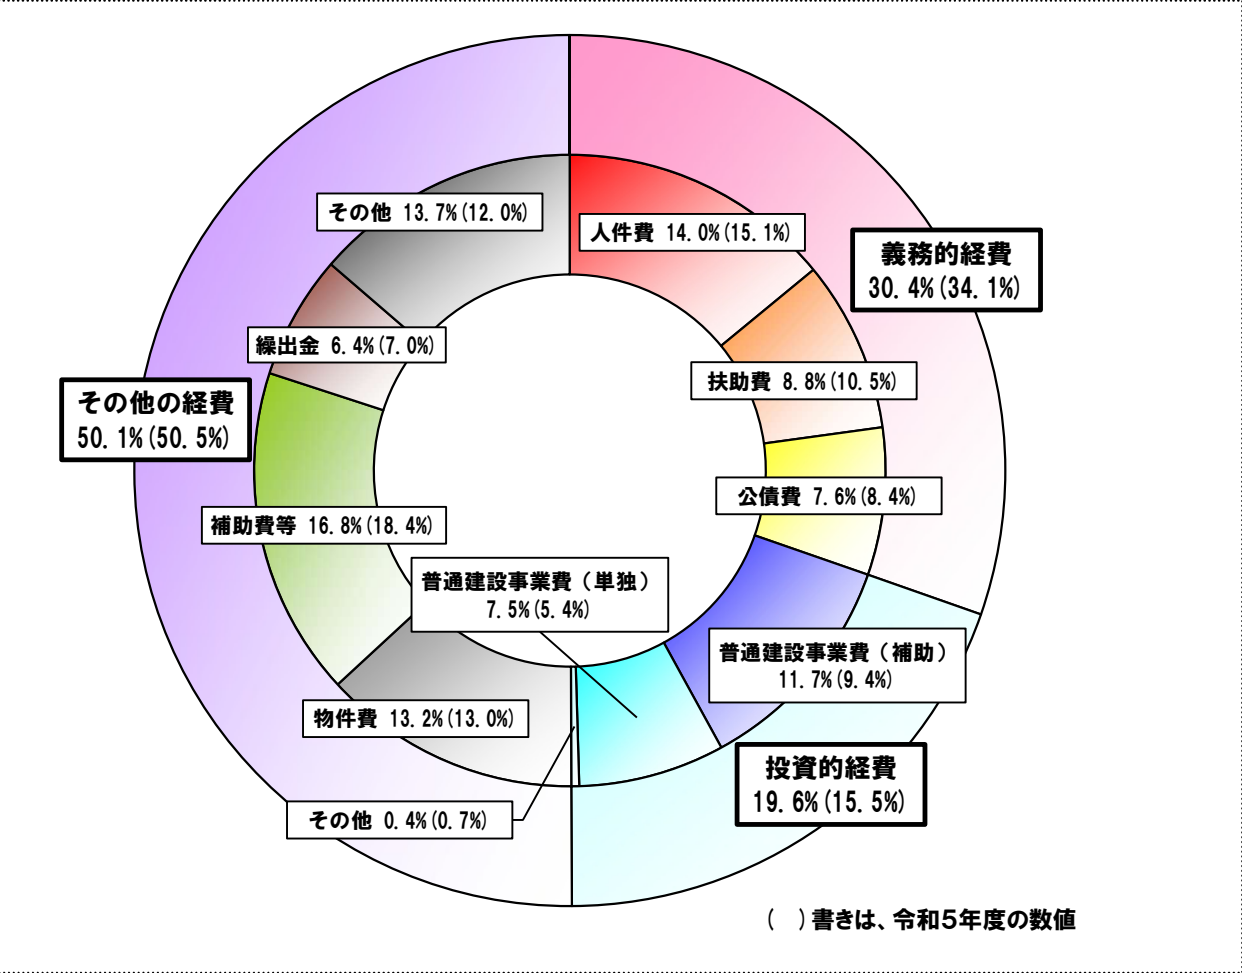 その他 13.7%(12.0%)
人件費 14.0%(15.1%)
義務的経費
30.4%(34.1%)
繰出金 6.4%(7.0%)
扶助費 8.8%(10.5%)
その他の経費
50.1%(50.5%)
公債費 7.6%(8.4%)
補助費等 16.8%(18.4%)
普通建設事業費（単独）
7.5%(5.4%)
普通建設事業費（補助）
11.7%(9.4%)
物件費 13.2%(13.0%)
投資的経費
19.6%(15.5%)
その他 0.4%(0.7%)
(　)書きは、令和５年度の数値